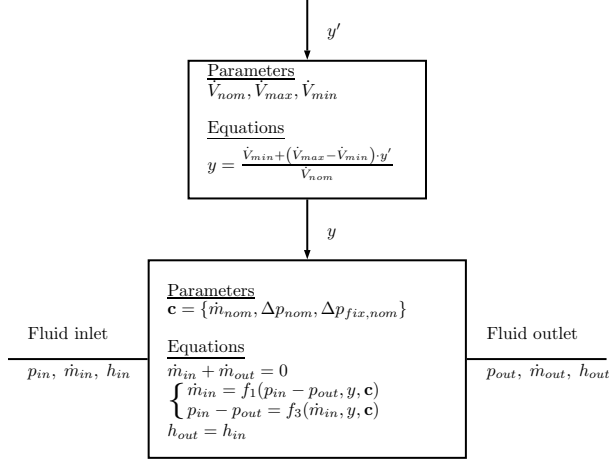 y′
Parameters
V̇_nom, V̇_max, V̇_min
Equations
y = (V̇_min + (V̇_max − V̇_min) · y′) / V̇_nom
y
Parameters
c = {ṁ_nom, Δp_nom, Δp_fix,nom}
Equations
ṁ_in + ṁ_out = 0
{ ṁ_in = f_1(p_in − p_out, y, c)
p_in − p_out = f_3(ṁ_in, y, c)
h_out = h_in
Fluid inlet
p_in, ṁ_in, h_in
Fluid outlet
p_out, ṁ_out, h_out